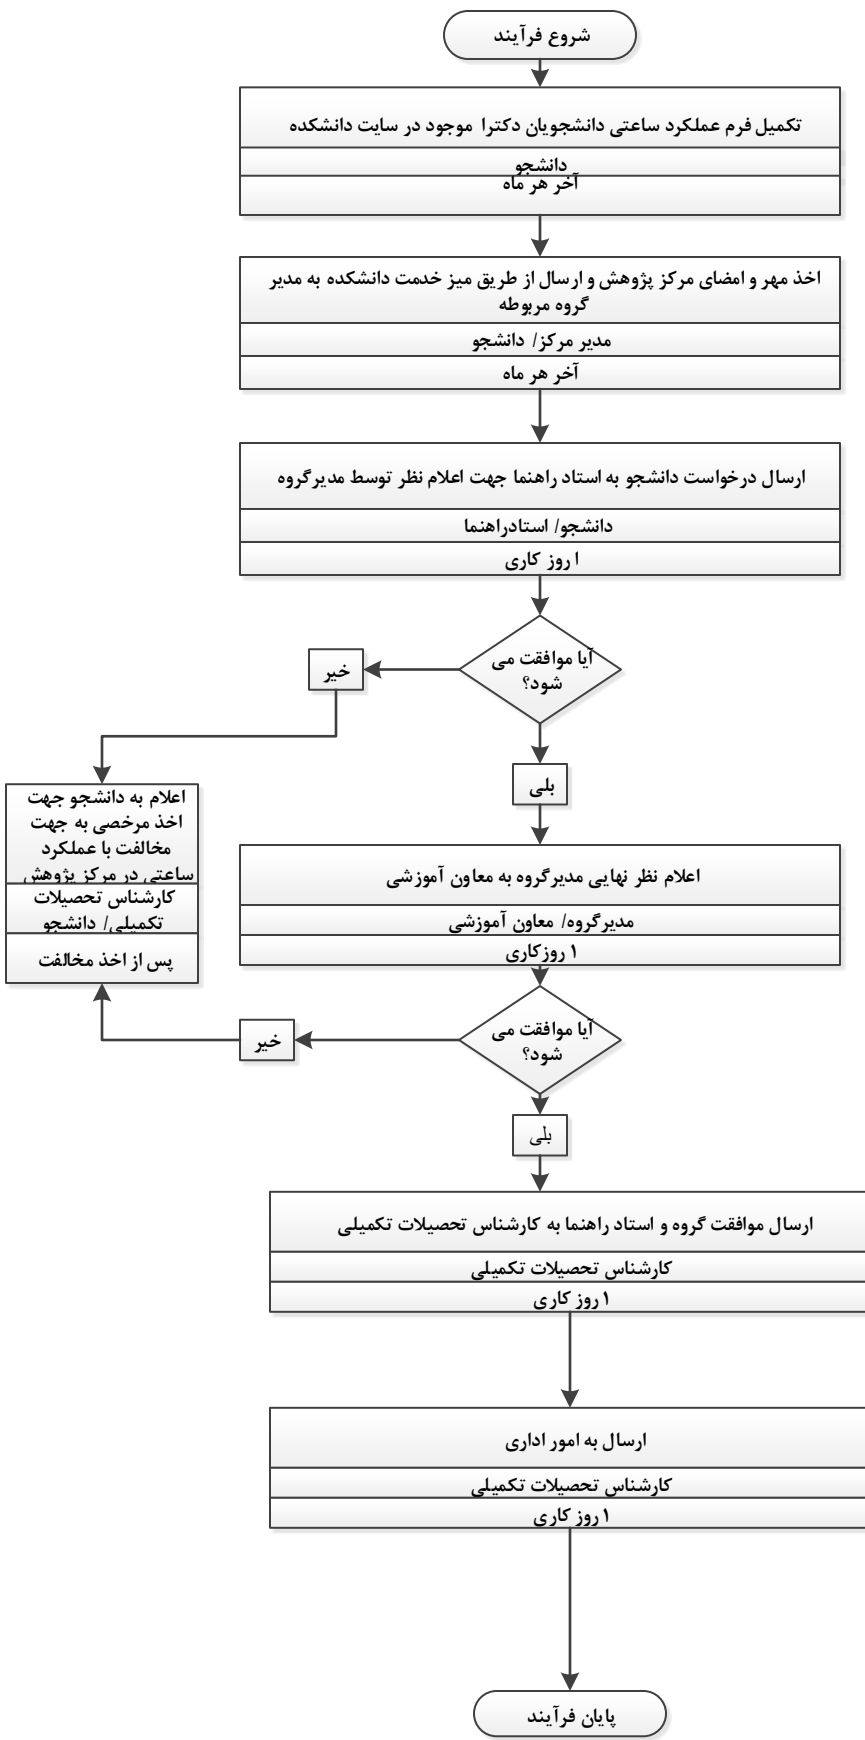 شروع فرآیند
تکمیل فرم عملکرد ساعتی دانشجویان دکترا موجود در سایت دانشکده
دانشجو
آخر هر ماه
اخذ مهر و امضای مرکز پژوهش و ارسال از طریق میز خدمت دانشکده به مدیر
گروه مربوطه
مدیر مرکز/ دانشجو
آخر هر ماه
ارسال درخواست دانشجو به استاد راهنما جهت اعلام نظر توسط مدیرگروه
دانشجو/ استادراهنما
۱ روز کاری
آیا موافقت می
شود؟
خیر
بلی
اعلام به دانشجو جهت
اخذ مرخصی به جهت
مخالفت با عملکرد
ساعتی در مرکز پژوهش
کارشناس تحصیلات
تکمیلی/ دانشجو
پس از اخذ مخالفت
اعلام نظر نهایی مدیرگروه به معاون آموزشی
مدیرگروه/ معاون آموزشی
۱ روزکاری
آیا موافقت می
شود؟
خیر
بلی
ارسال موافقت گروه و استاد راهنما به کارشناس تحصیلات تکمیلی
کارشناس تحصیلات تکمیلی
۱ روز کاری
ارسال به امور اداری
کارشناس تحصیلات تکمیلی
۱ روز کاری
پایان فرآیند